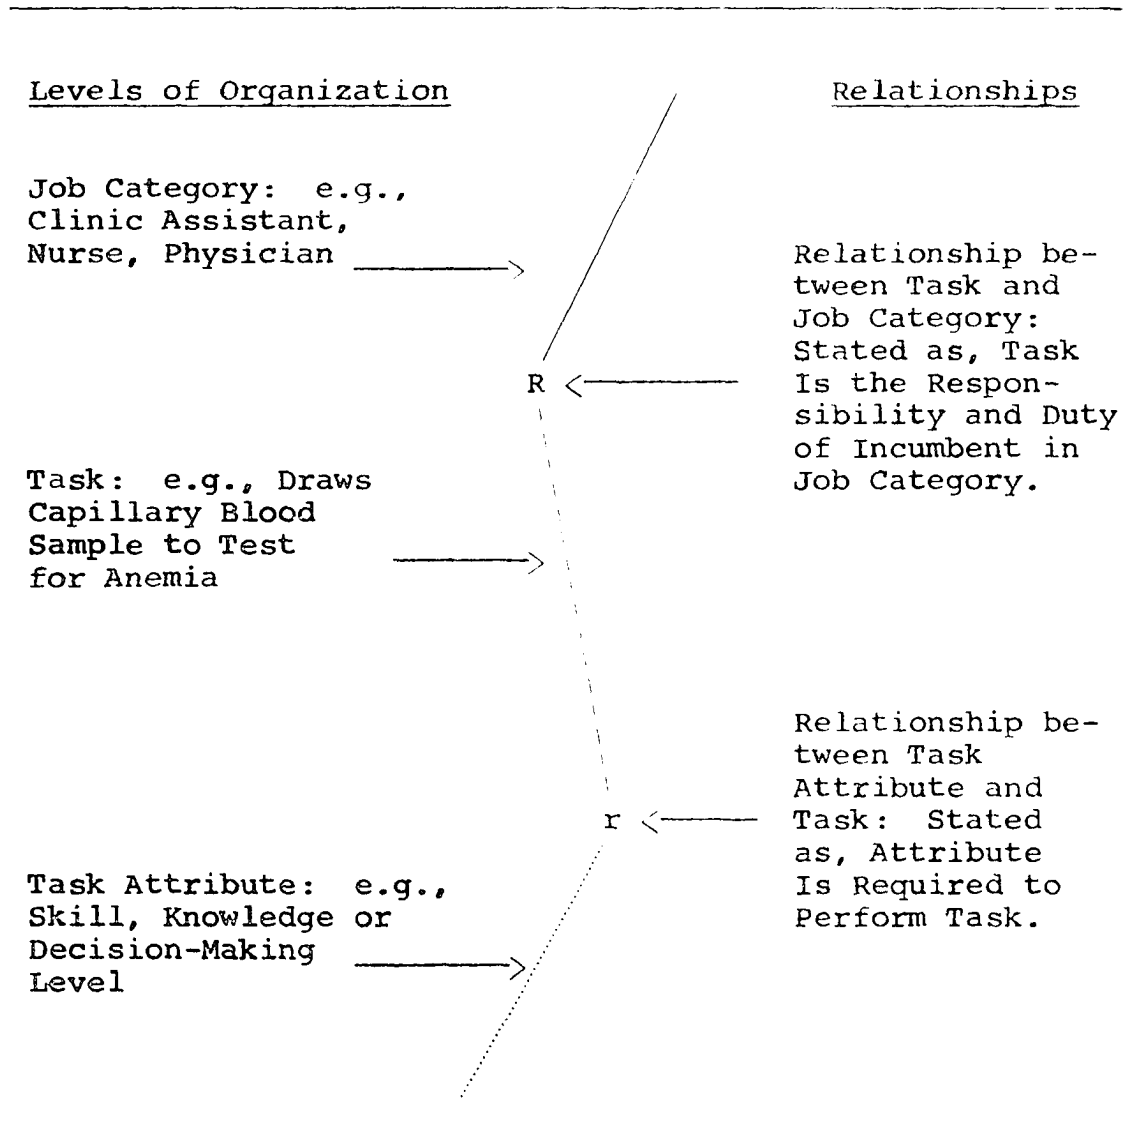 Levels of Organization
Relationships
Job Category: e.g.,
Clinic Assistant,
Nurse, Physician
Relationship be-
tween Task and
Job Category:
Stated as, Task
Is the Respon-
sibility and Duty
of Incumbent in
Job Category.
R
Task: e.g., Draws
Capillary Blood
Sample to Test
for Anemia
Relationship be-
tween Task
Attribute and
Task: Stated
as, Attribute
Is Required to
Perform Task.
r
Task Attribute: e.g.,
Skill, Knowledge or
Decision-Making
Level